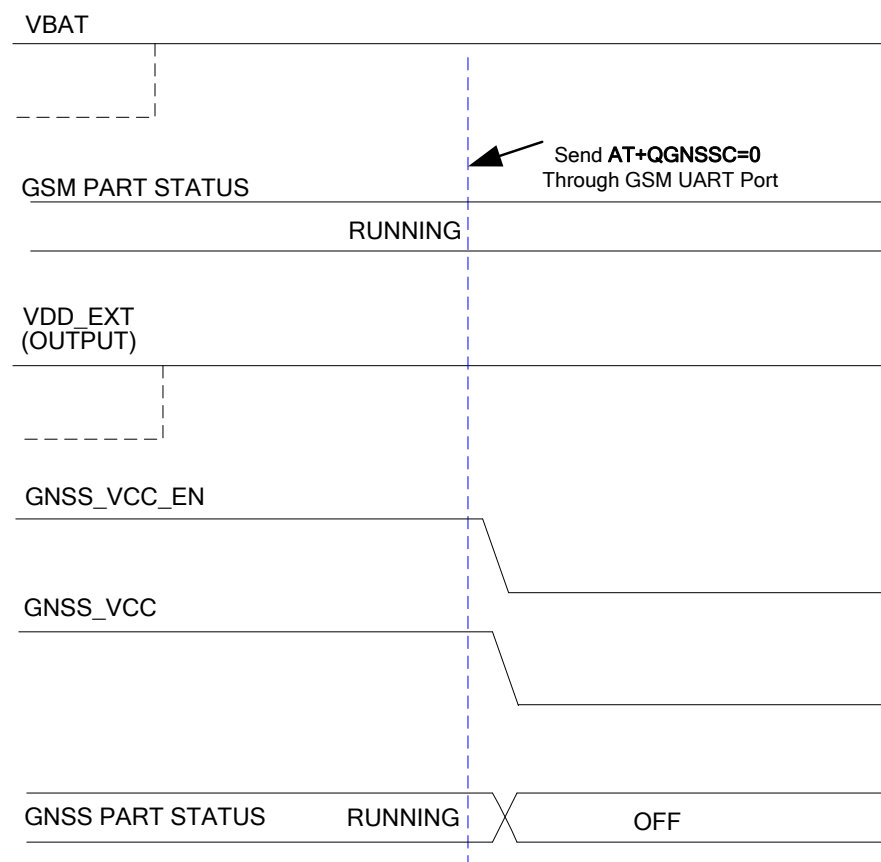 VBAT
Send AT+QGNSSC=0
Through GSM UART Port
GSM PART STATUS
RUNNING
VDD_EXT
(OUTPUT)
GNSS_VCC_EN
GNSS_VCC
GNSS PART STATUS RUNNING OFF